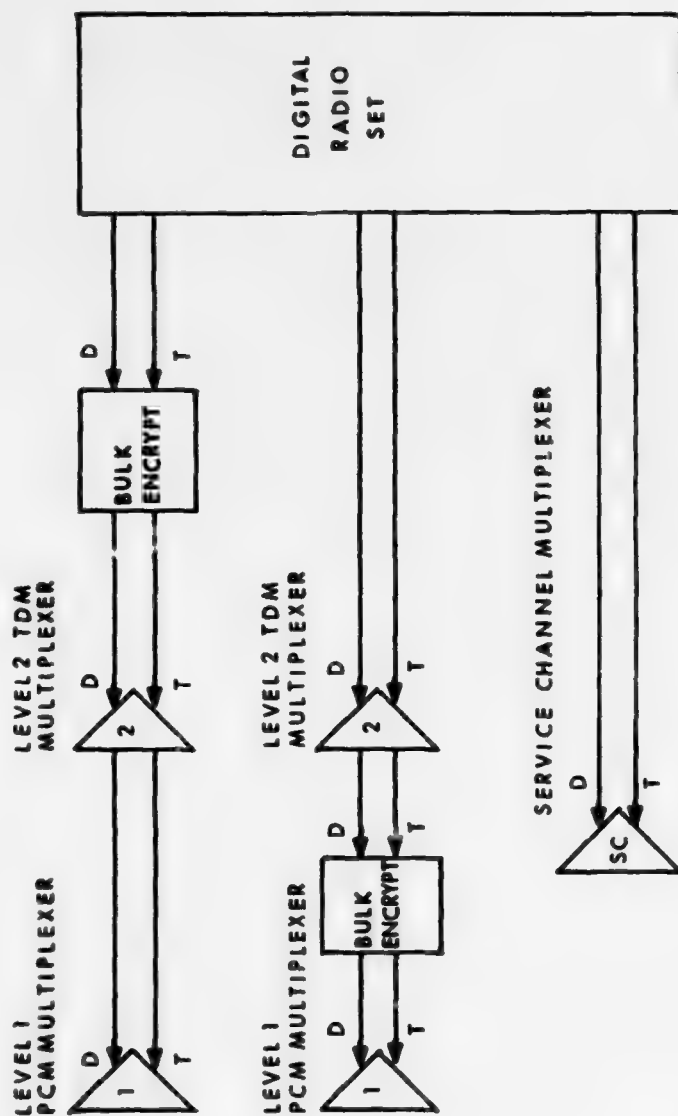 DIGITAL
RADIO
SET
D
T
BULK
ENCRYPT
LEVEL 2 TDM
MULTIPLEXER
D
T
2
LEVEL 1
PCM MULTIPLEXER
D
T
1
LEVEL 2 TDM
MULTIPLEXER
D
T
2
D
T
BULK
ENCRYPT
LEVEL 1
PCM MULTIPLEXER
D
T
1
SERVICE CHANNEL MULTIPLEXER
D
T
SC